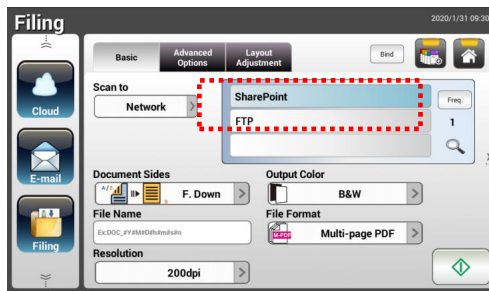 Filing
2020/1/31 09:30
Basic
Advanced
Options
Layout
Adjustment
Bind
Scan to
Network
SharePoint
FTP
Freq.
1
Cloud
E-mail
Filing
Document Sides
F. Down
Output Color
B&W
File Name
Ex:DOC_#Y#M#D#h#m#s#n
File Format
M-PDF
Multi-page PDF
Resolution
200dpi